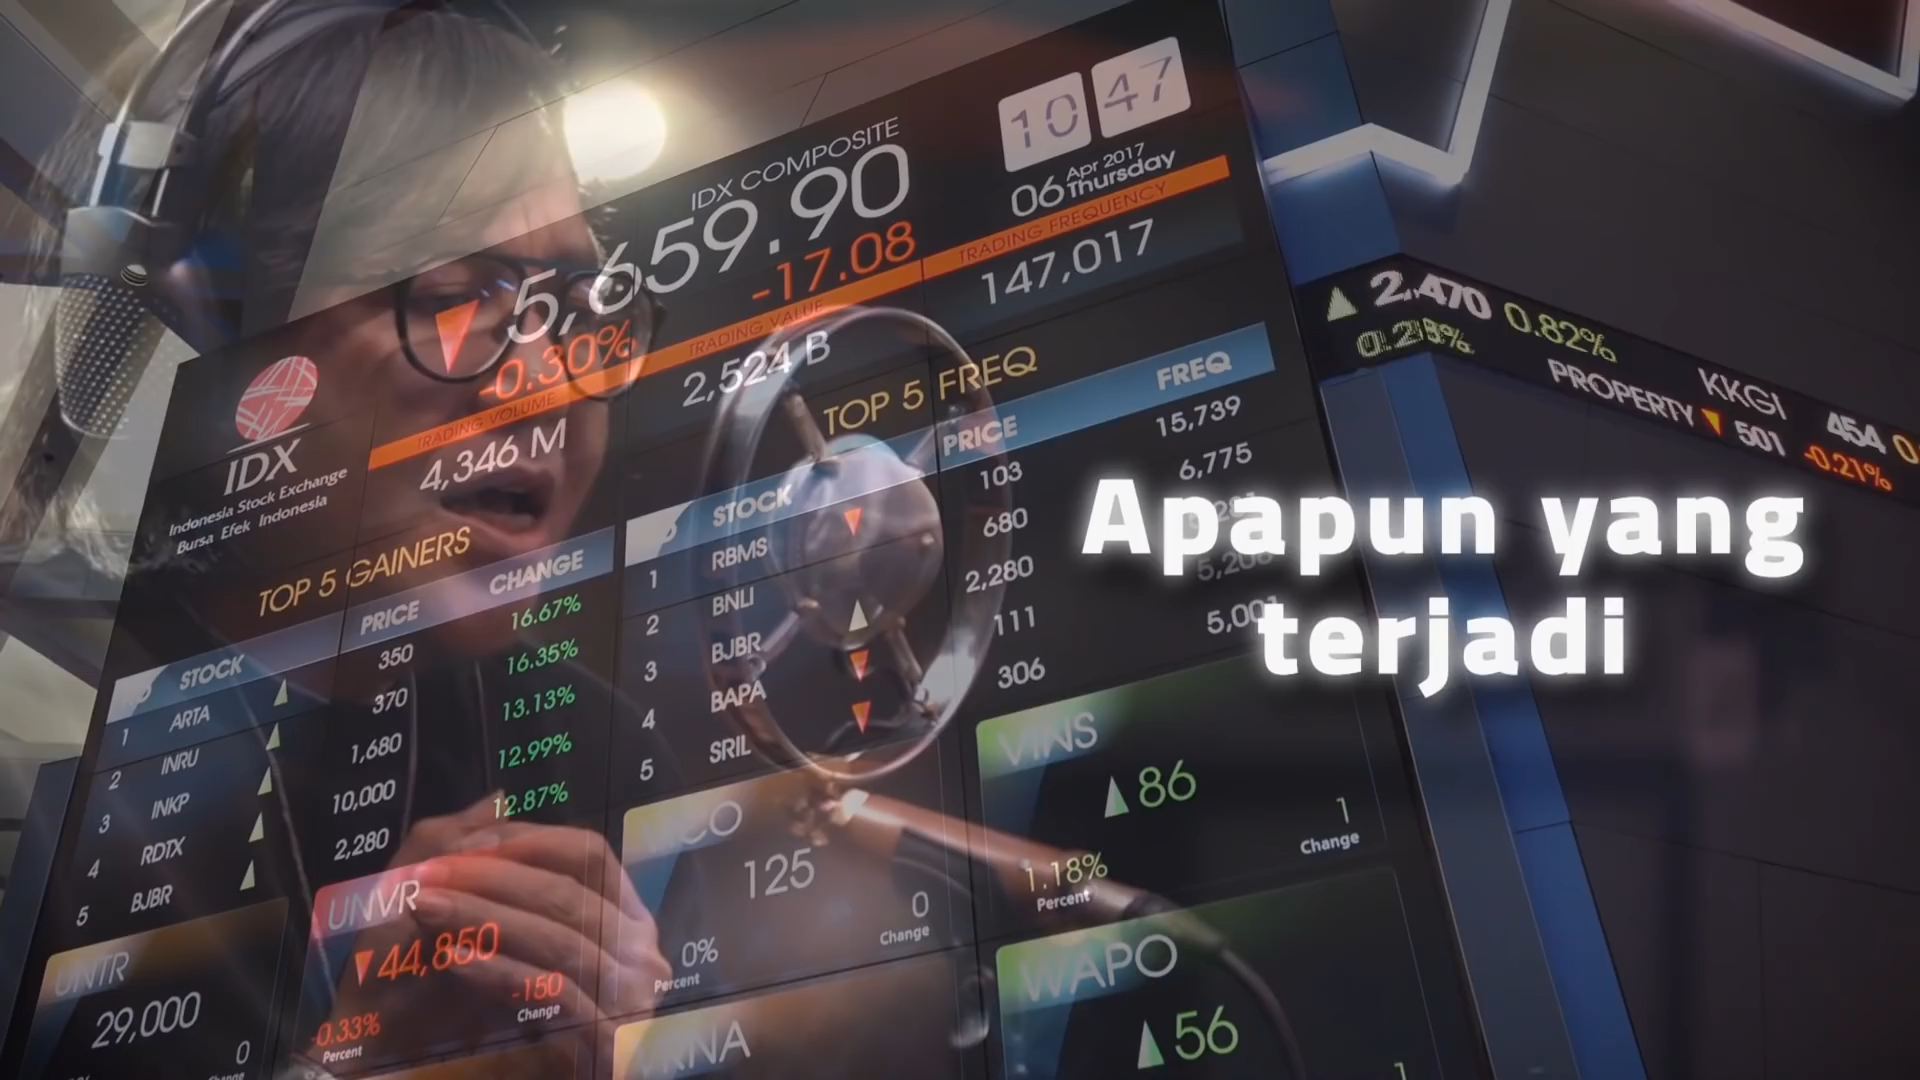 10 47
06 Apr 2017 Thursday
IDX COMPOSITE
5,659.90
-17.08
-0.30%
TRADING FREQUENCY
147,017
TRADING VALUE
2,524 B
TRADING VOLUME
4,346 M
IDX
Indonesia Stock Exchange
Bursa Efek Indonesia
TOP 5 GAINERS
STOCK PRICE CHANGE
1 ARTA 350 16.67%
2 INRU 370 16.35%
3 INKP 1,680 13.13%
4 RDTX 10,000 12.99%
5 BJBR 2,280 12.87%
TOP 5 FREQ
STOCK PRICE FREQ
1 RBMS 103 15,739
2 BNLI 680 6,775
3 BJBR 2,280
4 BAPA 111
5 SRIL 306
UNTR
29,000
0
Change
UNVR
44,850
-150
Change
-0.33%
Percent
125
0
Change
0%
Percent
VINS
86
1
Change
1.18%
Percent
WAPO
56
1
2,470 0.82%
KKGI 454
PROPERTY 501 -0.21%
Apapun yang
terjadi